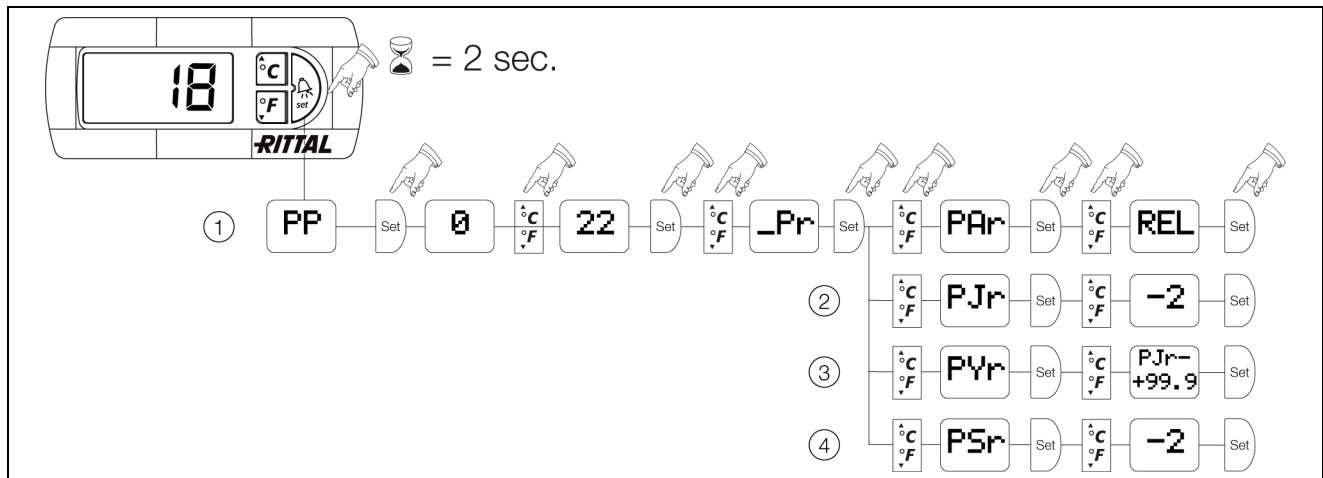 18
°C
°F
set
RITTAL
= 2 sec.
1 PP Set 0 °C °F 22 Set °C °F _Pr Set °C °F PAr Set °C °F REL Set
2 °C °F PJr Set °C °F -2 Set
3 °C °F PYr Set °C °F PJr- +99.9 Set
4 °C °F PSr Set °C °F -2 Set